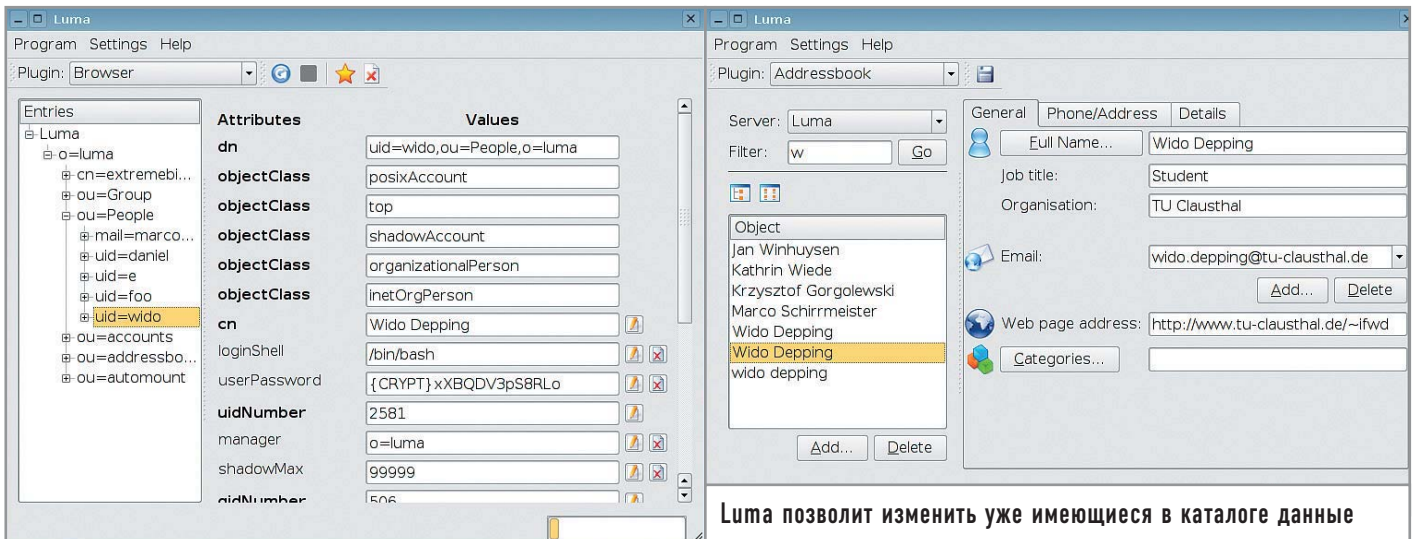 Luma
Program Settings Help
Plugin: Browser
Entries
Luma
o=luma
cn=extremebi...
ou=Group
ou=People
mail=marco...
uid=daniel
uid=e
uid=foo
uid=wido
ou=accounts
ou=addressbo...
ou=automount
Attributes Values
dn uid=wido,ou=People,o=luma
objectClass posixAccount
objectClass top
objectClass shadowAccount
objectClass organizationalPerson
objectClass inetOrgPerson
cn Wido Depping
loginShell /bin/bash
userPassword {CRYPT}xXBQDV3pS8RLo
uidNumber 2581
manager o=luma
shadowMax 99999
gidNumber 506
Luma
Program Settings Help
Plugin: Addressbook
Server: Luma
Filter: w Go
Object
Jan Winhuysen
Kathrin Wiede
Krzysztof Gorgolewski
Marco Schirrmeister
Wido Depping
Wido Depping
wido depping
Add... Delete
General Phone/Address Details
Full Name... Wido Depping
Job title: Student
Organisation: TU Clausthal
Email: wido.depping@tu-clausthal.de
Add... Delete
Web page address: http://www.tu-clausthal.de/~ifwd
Categories...
Luma позволит изменить уже имеющиеся в каталоге данные